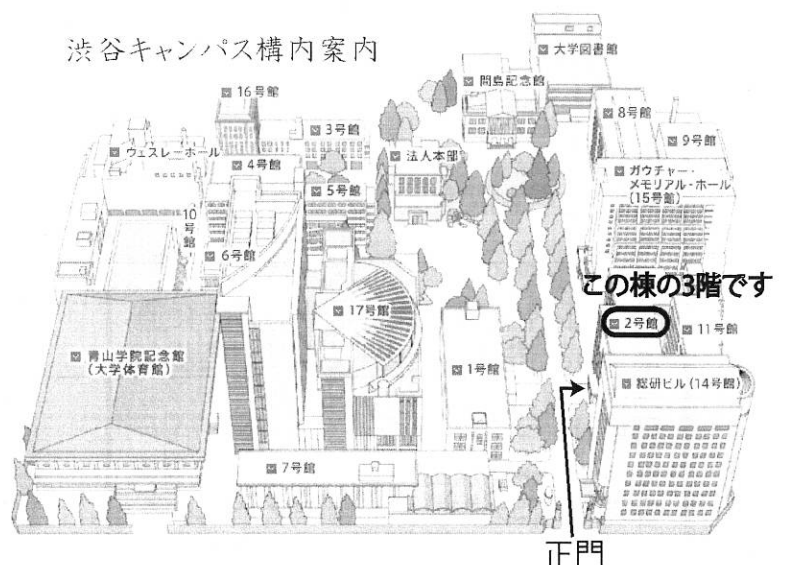 渋谷キャンパス構内案内
大学図書館
間島記念館
16号館
8号館
3号館
9号館
ウェスレーホール
4号館
法人本部
ガウチャー・
メモリアル・ホール
(15号館)
5号館
10号館
6号館
この棟の3階です
17号館
2号館
11号館
青山学院記念館
(大学体育館)
1号館
総研ビル(14号館)
7号館
正門